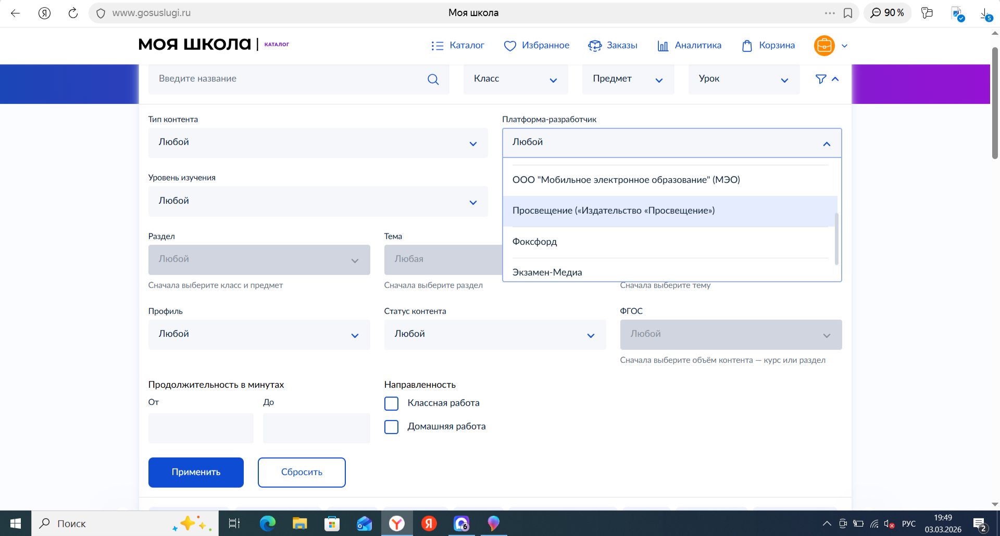 www.gosuslugi.ru
Моя школа
90 %
5
МОЯ ШКОЛА | КАТАЛОГ
Каталог
Избранное
Заказы
Аналитика
Корзина
Введите название
Класс
Предмет
Урок
Тип контента
Платформа-разработчик
Любой
Любой
ООО "Мобильное электронное образование" (МЭО)
Просвещение («Издательство «Просвещение»)
Фоксфорд
Экзамен-Медиа
Уровень изучения
Любой
Раздел
Тема
Любой
Любая
Сначала выберите класс и предмет
Сначала выберите раздел
Сначала выберите тему
Профиль
Статус контента
ФГОС
Любой
Любой
Любой
Сначала выберите объём контента — курс или раздел
Продолжительность в минутах
Направленность
От
До
Классная работа
Домашняя работа
Применить
Сбросить
Поиск
6
РУС
19:49
03.03.2026
2